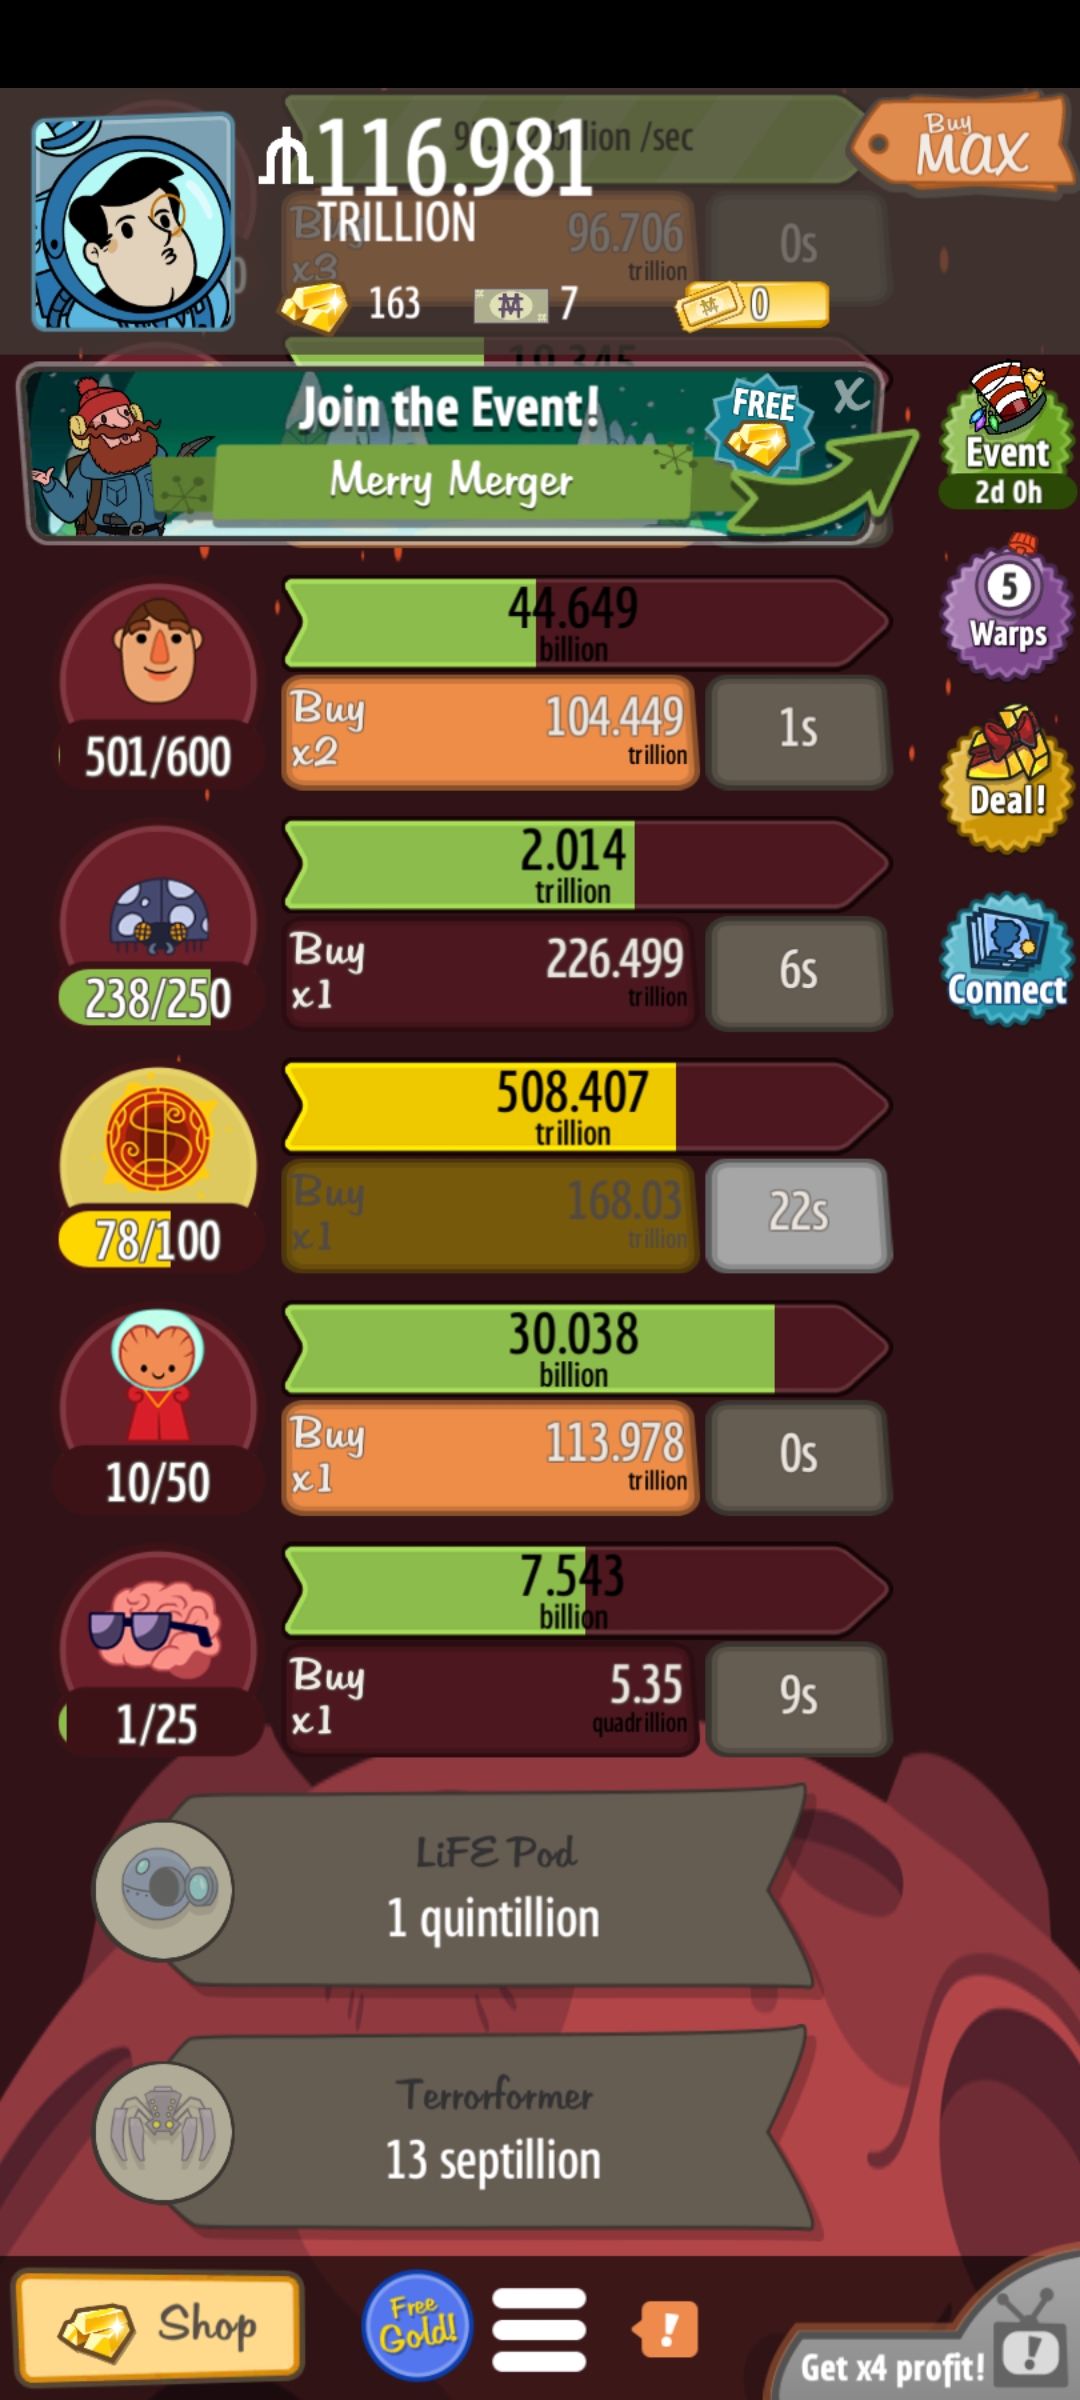 116.981
TRILLION
billion /sec
Buy
MAX
Buy
x3
96.706
trillion
0s
163
7
0
Join the Event!
FREE
X
Merry Merger
Event
2d 0h
5
Warps
Deal!
Connect
44.649
billion
501/600
Buy
x2
104.449
trillion
1s
2.014
trillion
238/250
Buy
x1
226.499
trillion
6s
508.407
trillion
78/100
Buy
x1
168.03
trillion
22s
30.038
billion
10/50
Buy
x1
113.978
trillion
0s
7.543
billion
1/25
Buy
x1
5.35
quadrillion
9s
LiFE Pod
1 quintillion
Terrorformer
13 septillion
Shop
Free
Gold!
!
Get x4 profit!
!